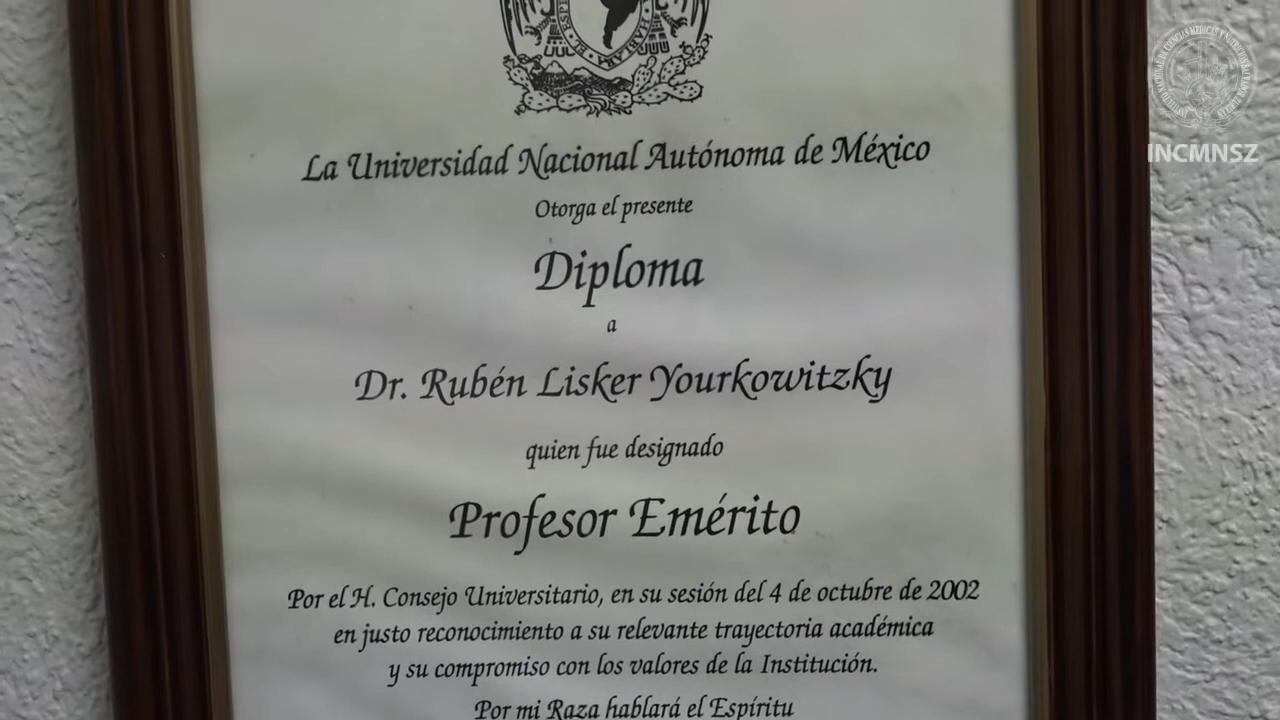 La Universidad Nacional Autónoma de México
Otorga el presente
Diploma
a
Dr. Rubén Lisker Yourkowitzky
quien fue designado
Profesor Emérito
Por el H. Consejo Universitario, en su sesión del 4 de octubre de 2002
en justo reconocimiento a su relevante trayectoria académica
y su compromiso con los valores de la Institución.
Por mi Raza hablará el Espíritu
INCMNSZ